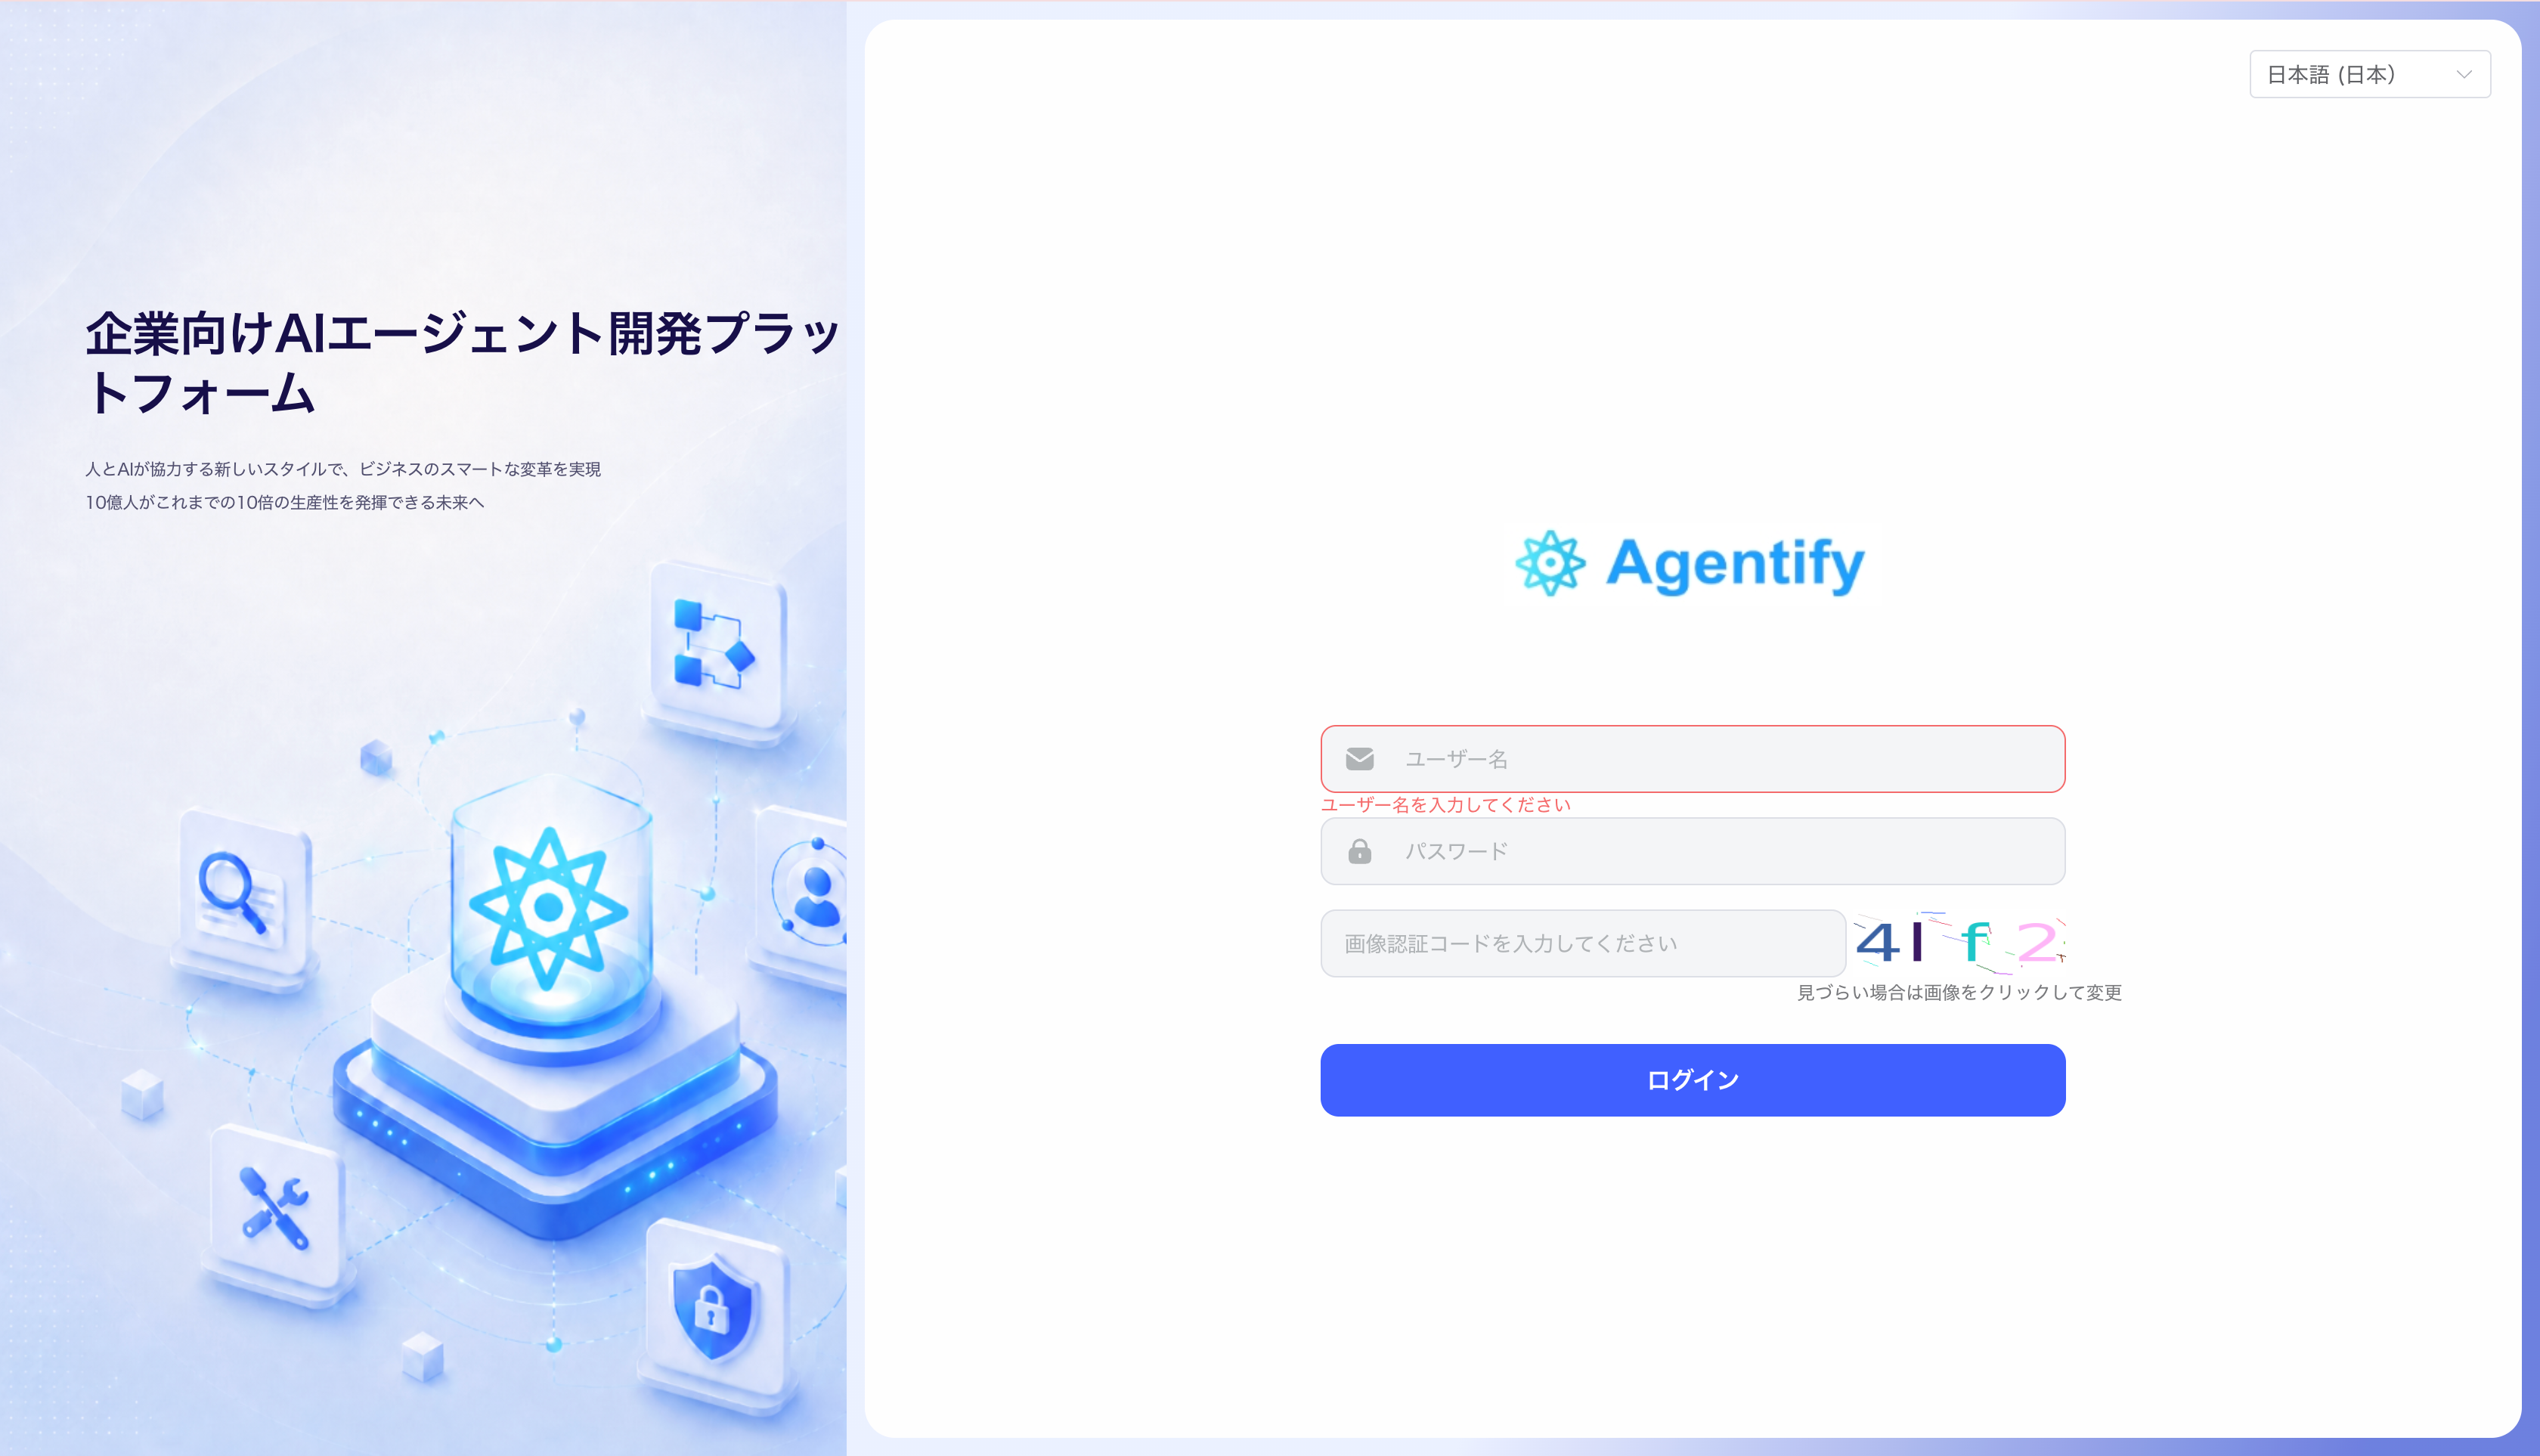 企業向けAIエージェント開発プラッ
トフォーム
人とAIが協力する新しいスタイルで、ビジネスのスマートな変革を実現
10億人がこれまでの10倍の生産性を発揮できる未来へ
日本語 (日本)
Agentify
ユーザー名
ユーザー名を入力してください
パスワード
画像認証コードを入力してください
見づらい場合は画像をクリックして変更
ログイン